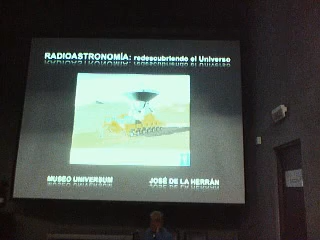 RADIOASTRONOMÍA: redescubriendo el Universo
MUSEO UNIVERSUM
JOSÉ DE LA HERRÁN